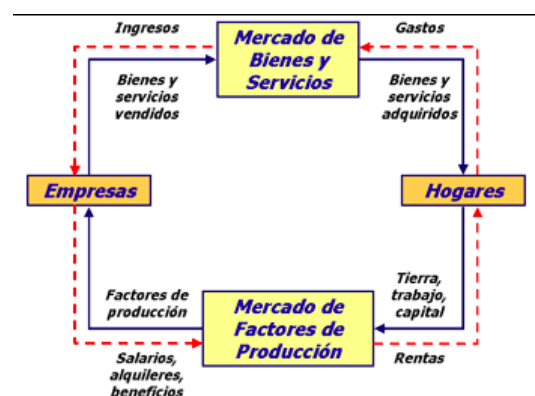 Ingresos
Mercado de
Bienes y
Servicios
Gastos
Bienes y
servicios
vendidos
Bienes y
servicios
adquiridos
Empresas
Hogares
Factores de
producción
Mercado de
Factores de
Producción
Tierra,
trabajo,
capital
Salarios,
alquileres,
beneficios
Rentas